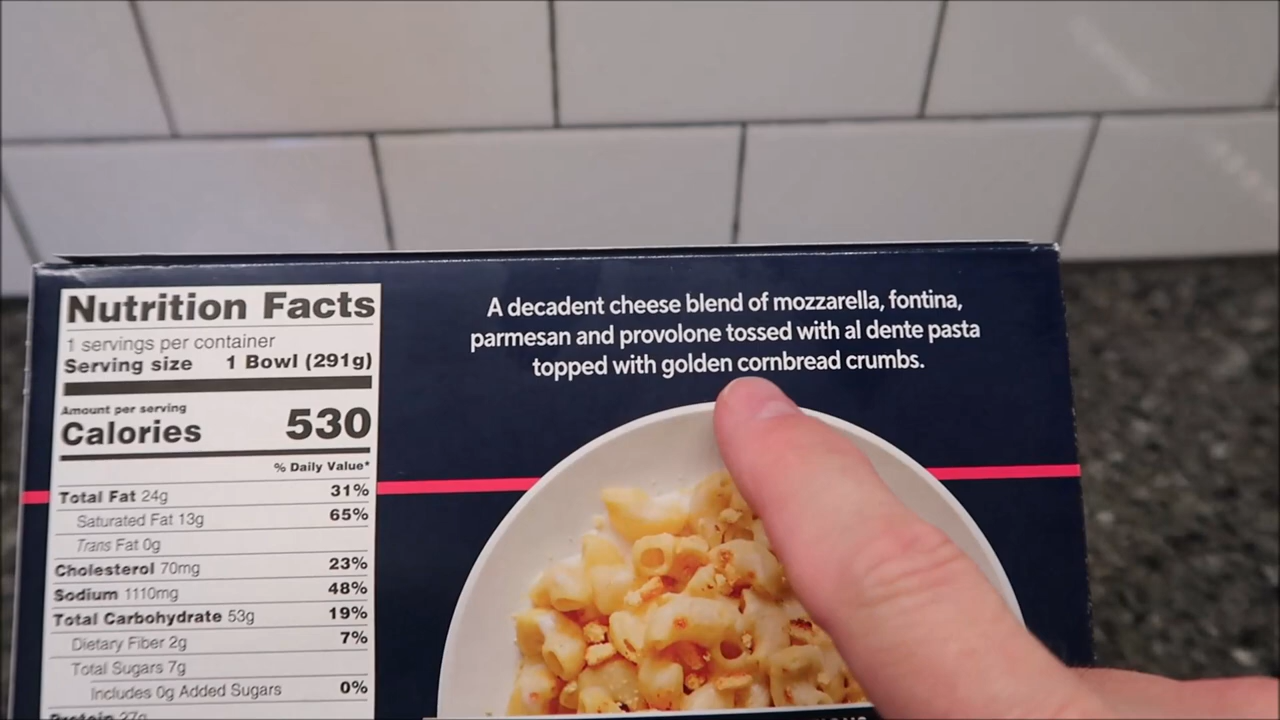 Nutrition Facts
1 servings per container
Serving size 1 Bowl (291g)
Amount per serving
Calories 530
% Daily Value*
Total Fat 24g 31%
Saturated Fat 13g 65%
Trans Fat 0g
Cholesterol 70mg 23%
Sodium 1110mg 48%
Total Carbohydrate 53g 19%
Dietary Fiber 2g 7%
Total Sugars 7g
Includes 0g Added Sugars 0%
Protein 27g
A decadent cheese blend of mozzarella, fontina,
parmesan and provolone tossed with al dente pasta
topped with golden cornbread crumbs.